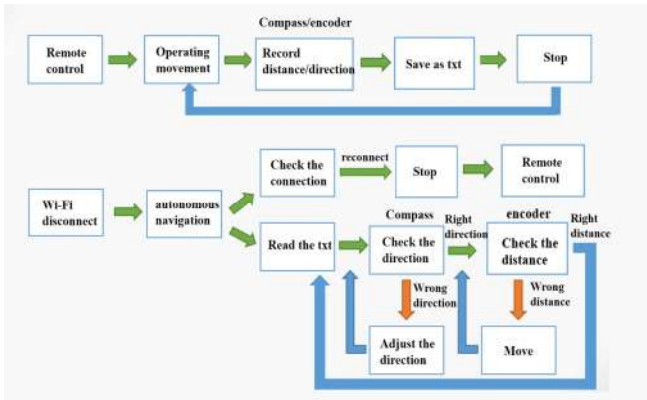 Compass/encoder
Remote
control
Operating
movement
Record
distance/direction
Save as txt
Stop
Wi-Fi
disconnect
autonomous
navigation
Check the
connection
reconnect
Stop
Remote
control
Read the txt
Compass
Check the
direction
Right
direction
encoder
Check the
distance
Right
distance
Wrong
direction
Wrong
distance
Adjust the
direction
Move